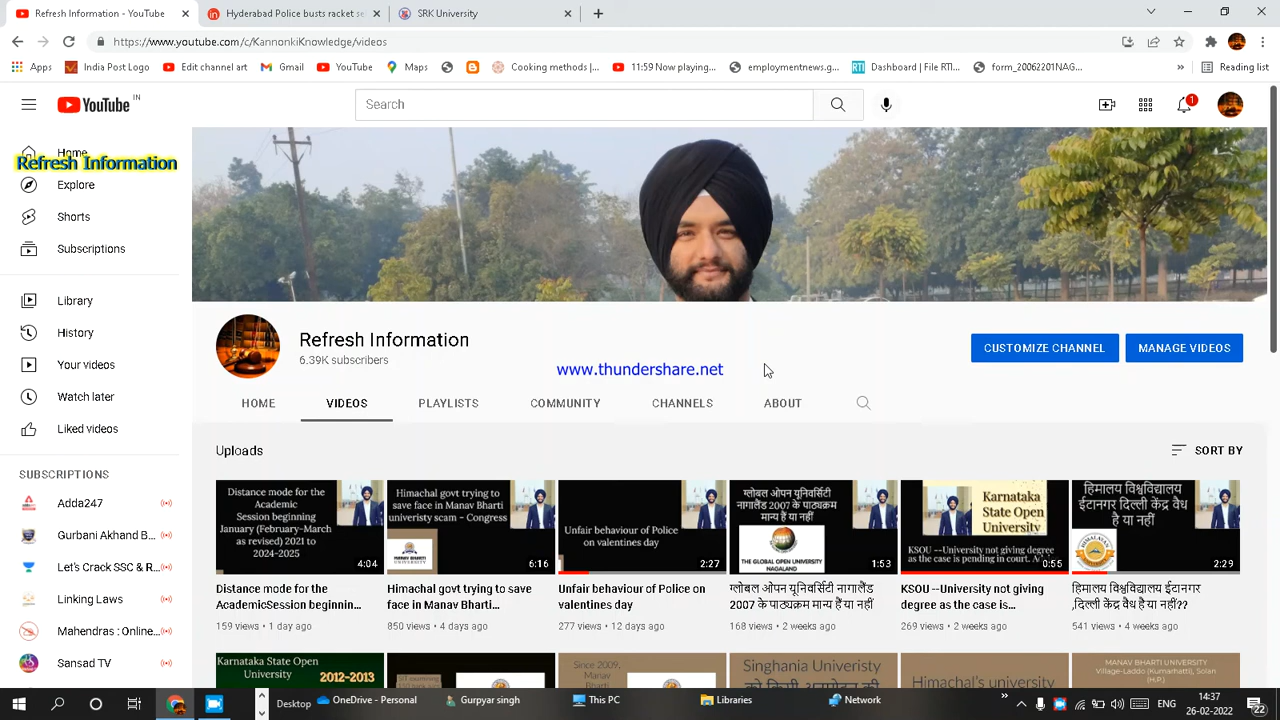 Refresh Information - YouTube
Hyderabad Police busts racket se
SRK University
https://www.youtube.com/c/KannonkiKnowledge/videos
Apps
India Post Logo
Edit channel art
Gmail
YouTube
Maps
Cooking methods |...
11:59 Now playing...
employmentnews.g...
RTI
Dashboard | File RTI...
form_20062201NAG...
»
Reading list
YouTube IN
Search
1
Home
Refresh Information
Explore
Shorts
Subscriptions
Library
History
Your videos
Watch later
Liked videos
SUBSCRIPTIONS
Adda247
Gurbani Akhand B...
Let's Crack SSC & R...
Linking Laws
Mahendras : Online...
Sansad TV
Refresh Information
6.39K subscribers
www.thundershare.net
CUSTOMIZE CHANNEL
MANAGE VIDEOS
HOME
VIDEOS
PLAYLISTS
COMMUNITY
CHANNELS
ABOUT
Uploads
SORT BY
Distance mode for the
Academic
Session beginning
January (February-March
as revised) 2021 to
2024-2025
4:04
Distance mode for the
AcademicSession beginnin...
159 views • 1 day ago
Himachal govt trying to
save face in Manav Bharti
univeristy scam - Congress
6:16
Himachal govt trying to save
face in Manav Bharti...
850 views • 4 days ago
Unfair behaviour of Police
on valentines day
2:27
Unfair behaviour of Police on
valentines day
277 views • 12 days ago
ग्लोबल ओपन यूनिवर्सिटी
नागालैंड
2007 के पाठ्यक्रम
मान्य हैं या नहीं
THE GLOBAL OPEN UNIVERSITY
NAGALAND
1:53
ग्लोबल ओपन यूनिवर्सिटी नागालैंड
2007 के पाठ्यक्रम मान्य हैं या नहीं
168 views • 2 weeks ago
Karnataka
State Open
University
KSOU --University not giving degree
as the case is pending in court.
0:55
KSOU --University not giving
degree as the case is...
269 views • 2 weeks ago
हिमालय विश्वविद्यालय
ईटानगर दिल्ली केंद्र वैध
है या नहीं
2:29
हिमालय विश्वविद्यालय ईटानगर
,दिल्ली केंद्र वैध है या नहीं??
541 views • 4 weeks ago
Karnataka State Open
University
2012-2013
Since 2009,
Manav
Bharti
Singhania Univeristy
Himachal's university
MANAV BHARTI UNIVERSITY
Village-Laddo (Kumarhatti), Solan
(H.P.)
Desktop
OneDrive - Personal
Gurpyar singh
This PC
Libraries
Network
»
ENG
14:37
26-02-2022
22